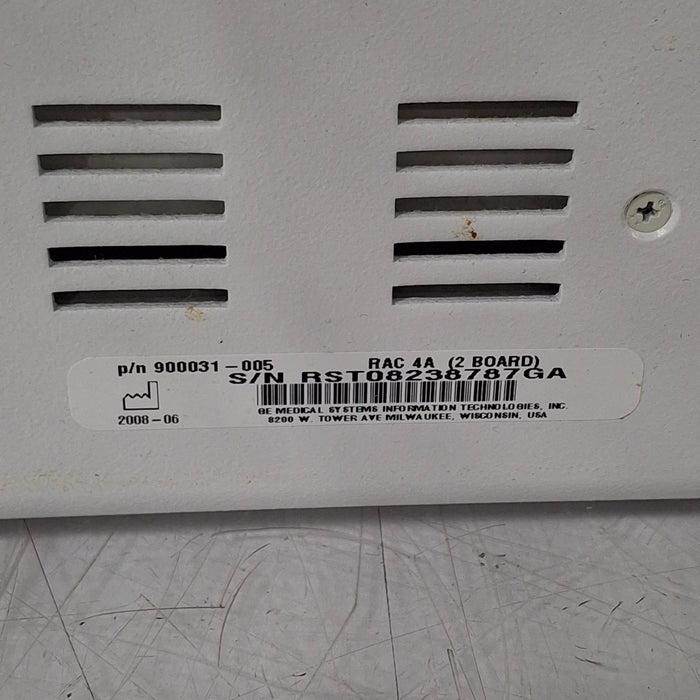 p/n 900031-005 RAC 4A (2 BOARD)
S/N RST08238787GA
2008-06
GE MEDICAL SYSTEMS INFORMATION TECHNOLOGIES, INC.
8200 W. TOWER AVE MILWAUKEE, WISCONSIN, USA